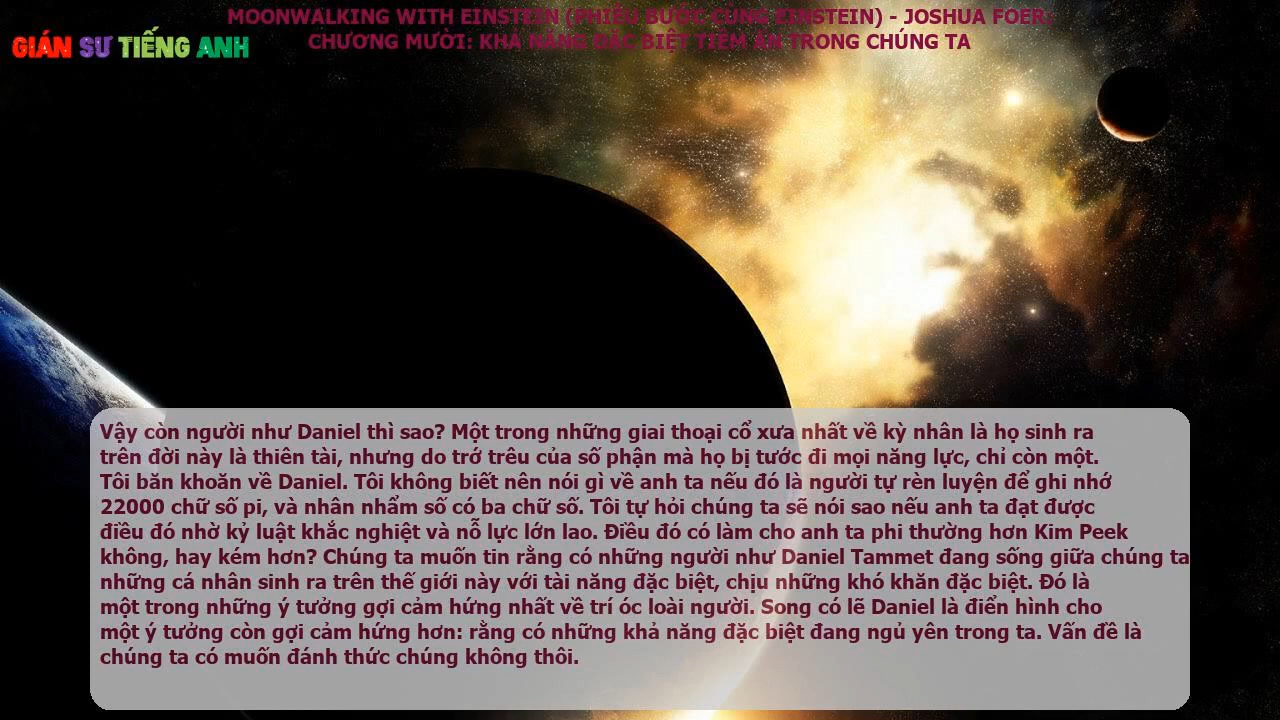 MOONWALKING WITH EINSTEIN (PHIÊU BƯỚC CÙNG EINSTEIN) - JOSHUA FOER:
CHƯƠNG MƯỜI: KHẢ NĂNG ĐẶC BIỆT TIỀM ẨN TRONG CHÚNG TA
GIÁN SƯ TIẾNG ANH
Vậy còn người như Daniel thì sao? Một trong những giai thoại cổ xưa nhất về kỳ nhân là họ sinh ra
trên đời này là thiên tài, nhưng do trớ trêu của số phận mà họ bị tước đi mọi năng lực, chỉ còn một.
Tôi băn khoăn về Daniel. Tôi không biết nên nói gì về anh ta nếu đó là người tự rèn luyện để ghi nhớ
22000 chữ số pi, và nhân nhẩm số có ba chữ số. Tôi tự hỏi chúng ta sẽ nói sao nếu anh ta đạt được
điều đó nhờ kỷ luật khắc nghiệt và nỗ lực lớn lao. Điều đó có làm cho anh ta phi thường hơn Kim Peek
không, hay kém hơn? Chúng ta muốn tin rằng có những người như Daniel Tammet đang sống giữa chúng ta
những cá nhân sinh ra trên thế giới này với tài năng đặc biệt, chịu những khó khăn đặc biệt. Đó là
một trong những ý tưởng gợi cảm hứng nhất về trí óc loài người. Song có lẽ Daniel là điển hình cho
một ý tưởng còn gợi cảm hứng hơn: rằng có những khả năng đặc biệt đang ngủ yên trong ta. Vấn đề là
chúng ta có muốn đánh thức chúng không thôi.